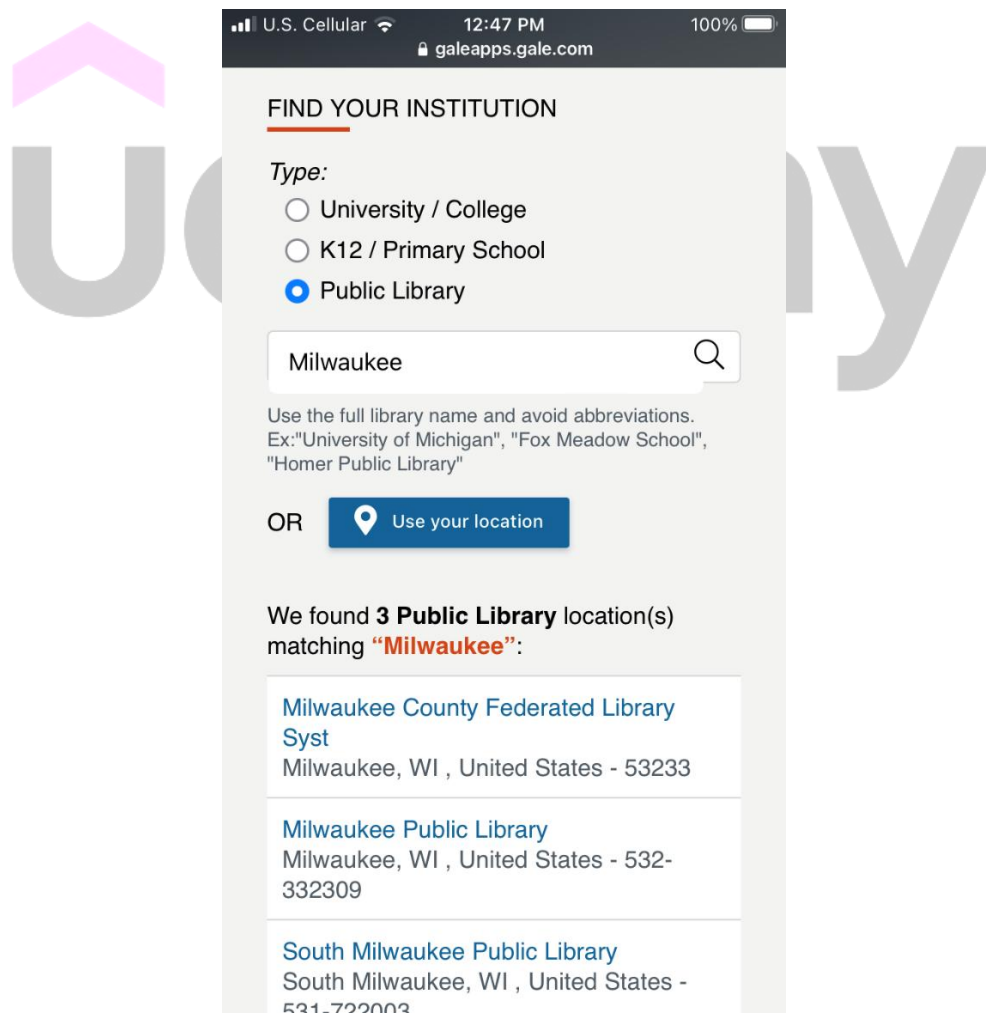 U.S. Cellular 12:47 PM 100%
galeapps.gale.com
FIND YOUR INSTITUTION
Type:
University / College
K12 / Primary School
Public Library
Milwaukee
Use the full library name and avoid abbreviations.
Ex:"University of Michigan", "Fox Meadow School",
"Homer Public Library"
OR Use your location
We found 3 Public Library location(s)
matching “Milwaukee”:
Milwaukee County Federated Library
Syst
Milwaukee, WI , United States - 53233
Milwaukee Public Library
Milwaukee, WI , United States - 532-
332309
South Milwaukee Public Library
South Milwaukee, WI , United States -
531-722003